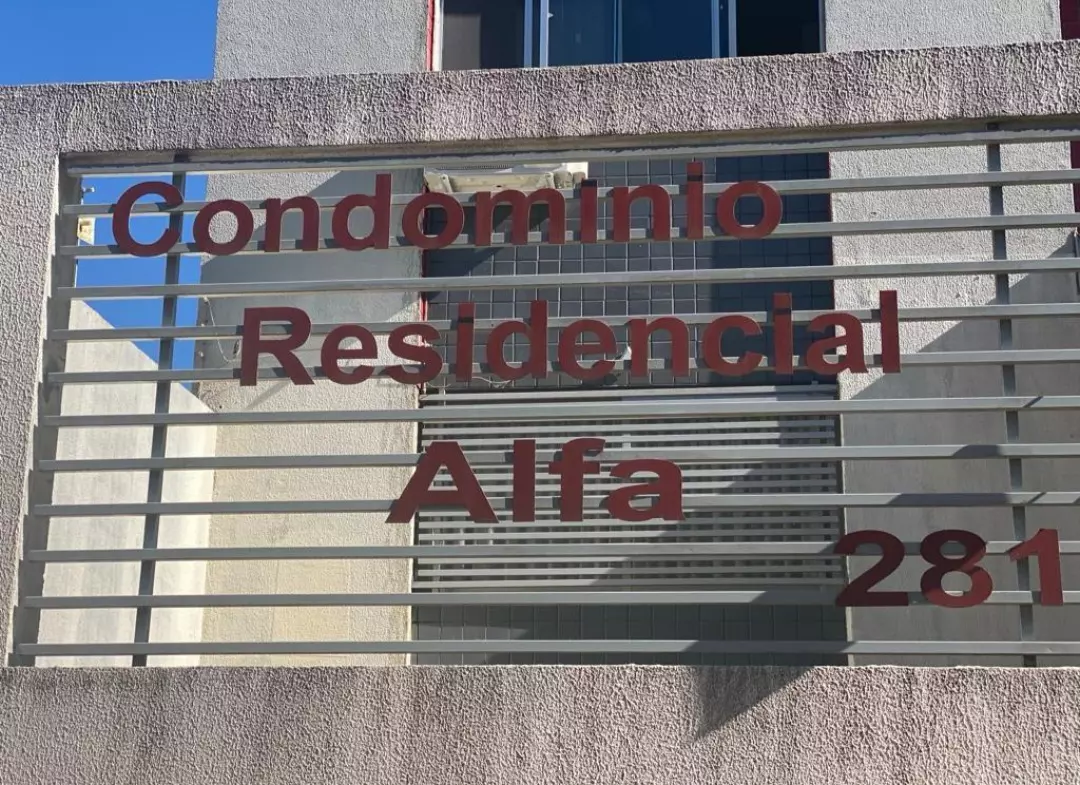 Condominio
Residencial
Alfa
281